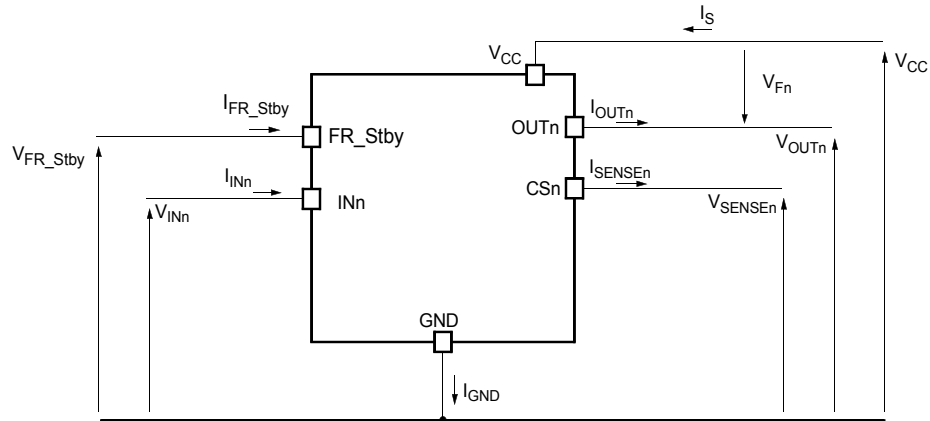 I_S
V_CC
V_CC
V_Fn
I_FR_Stby
I_OUTn
FR_Stby
OUTn
V_FR_Stby
V_OUTn
I_INn
I_SENSEn
INn
CSn
V_INn
V_SENSEn
GND
I_GND